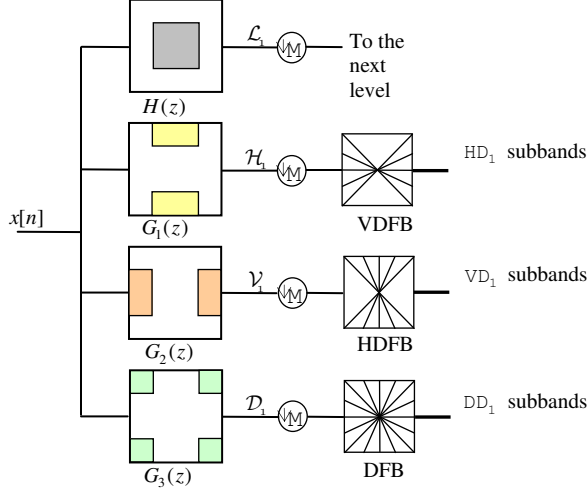 ℒ₁
↓M
To the
next
level
H(z)
ℋ₁
↓M
HD₁ subbands
G₁(z)
VDFB
x[n]
𝒱₁
↓M
VD₁ subbands
G₂(z)
HDFB
𝒟₁
↓M
DD₁ subbands
G₃(z)
DFB